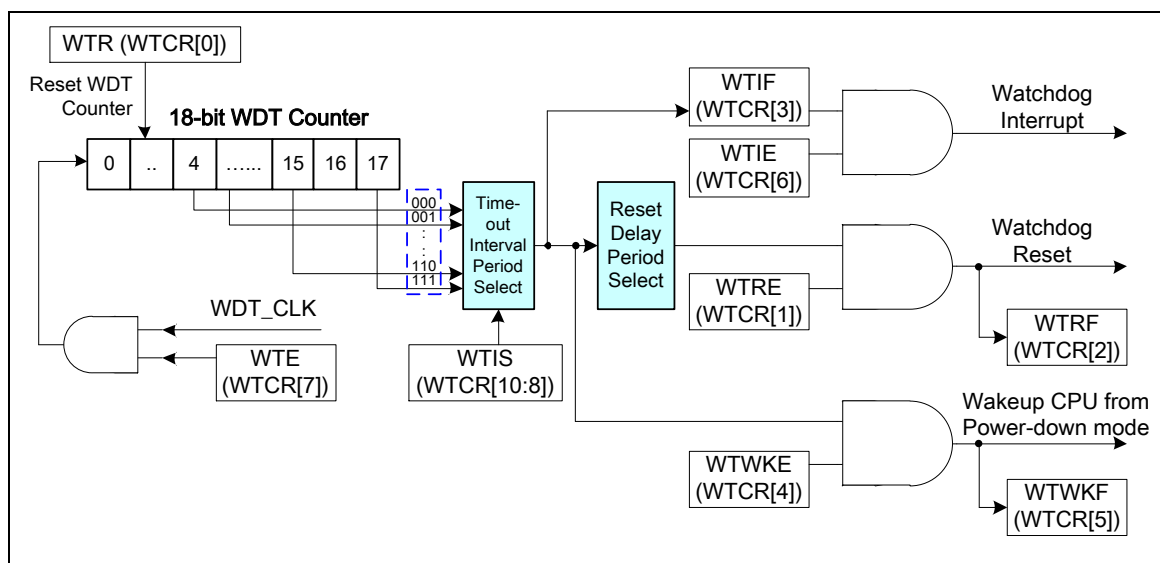 WTR (WTCR[0])
Reset WDT
Counter
18-bit WDT Counter
0 .. 4 …... 15 16 17
000
001
:
:
110
111
Time-
out
Interval
Period
Select
WTIS
(WTCR[10:8])
WDT_CLK
WTE
(WTCR[7])
Reset
Delay
Period
Select
WTIF
(WTCR[3])
WTIE
(WTCR[6])
Watchdog
Interrupt
WTRE
(WTCR[1])
Watchdog
Reset
WTRF
(WTCR[2])
WTWKE
(WTCR[4])
Wakeup CPU from
Power-down mode
WTWKF
(WTCR[5])